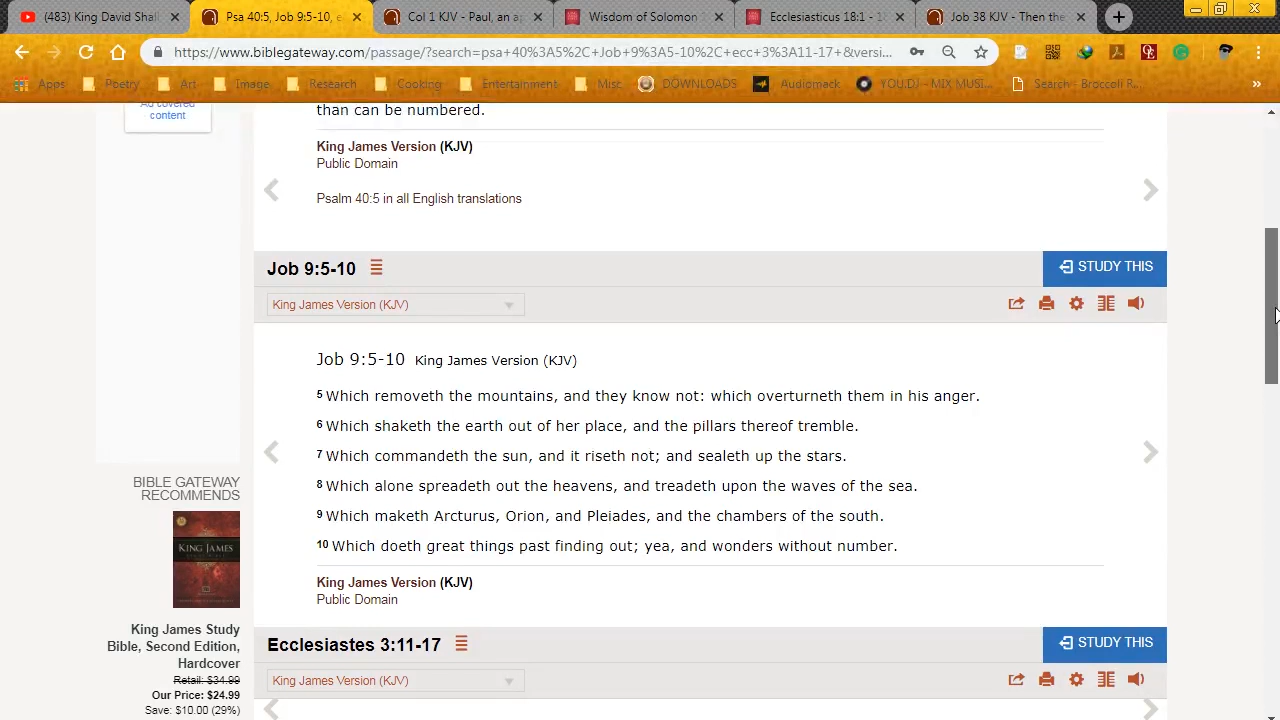 (483) King David Shall
Psa 40:5, Job 9:5-10, e
Col 1 KJV - Paul, an ap
Wisdom of Solomon
Ecclesiasticus 18:1 - 1
Job 38 KJV - Then the
https://www.biblegateway.com/passage/?search=psa+40%3A5%2C+Job+9%3A5-10%2C+ecc+3%3A11-17+&versi...
Apps
Poetry
Art
Image
Research
Cooking
Entertainment
Misc
DOWNLOADS
Audiomack
YOU.DJ - MIX MUSI...
Search - Broccoli R...
»
Ad covered
content
than can be numbered.
King James Version (KJV)
Public Domain
Psalm 40:5 in all English translations
Job 9:5-10
STUDY THIS
King James Version (KJV)
Job 9:5-10 King James Version (KJV)
5 Which removeth the mountains, and they know not: which overturneth them in his anger.
6 Which shaketh the earth out of her place, and the pillars thereof tremble.
7 Which commandeth the sun, and it riseth not; and sealeth up the stars.
8 Which alone spreadeth out the heavens, and treadeth upon the waves of the sea.
9 Which maketh Arcturus, Orion, and Pleiades, and the chambers of the south.
10 Which doeth great things past finding out; yea, and wonders without number.
King James Version (KJV)
Public Domain
BIBLE GATEWAY
RECOMMENDS
KING JAMES
King James Study
Bible, Second Edition,
Hardcover
Retail: $34.99
Our Price: $24.99
Save: $10.00 (29%)
Ecclesiastes 3:11-17
STUDY THIS
King James Version (KJV)